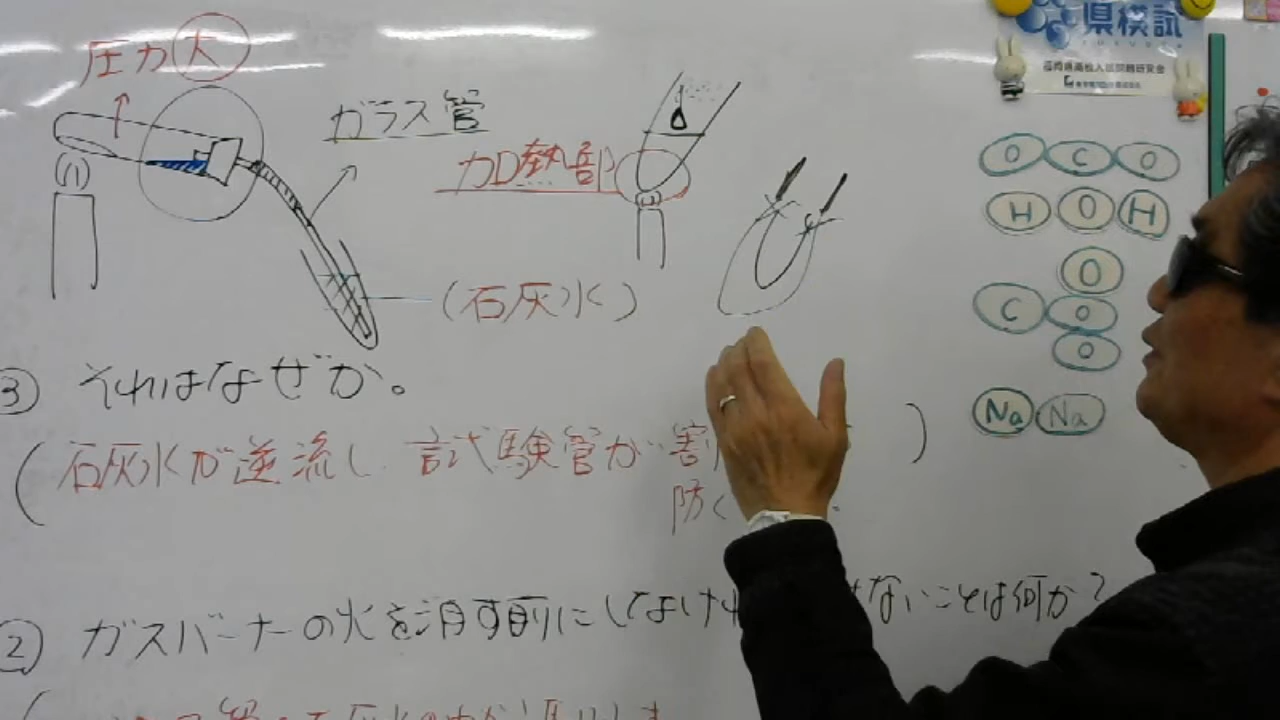 圧力大
ガラス管
加熱部
(石灰水)
③ それはなぜか。
(石灰水が逆流し 試験管が割
防く
② ガスバーナーの火を消す前にしなけれ せないことは何か?
県模試
FUKUOKA
O C O
H O H
O
C O
O
Na Na